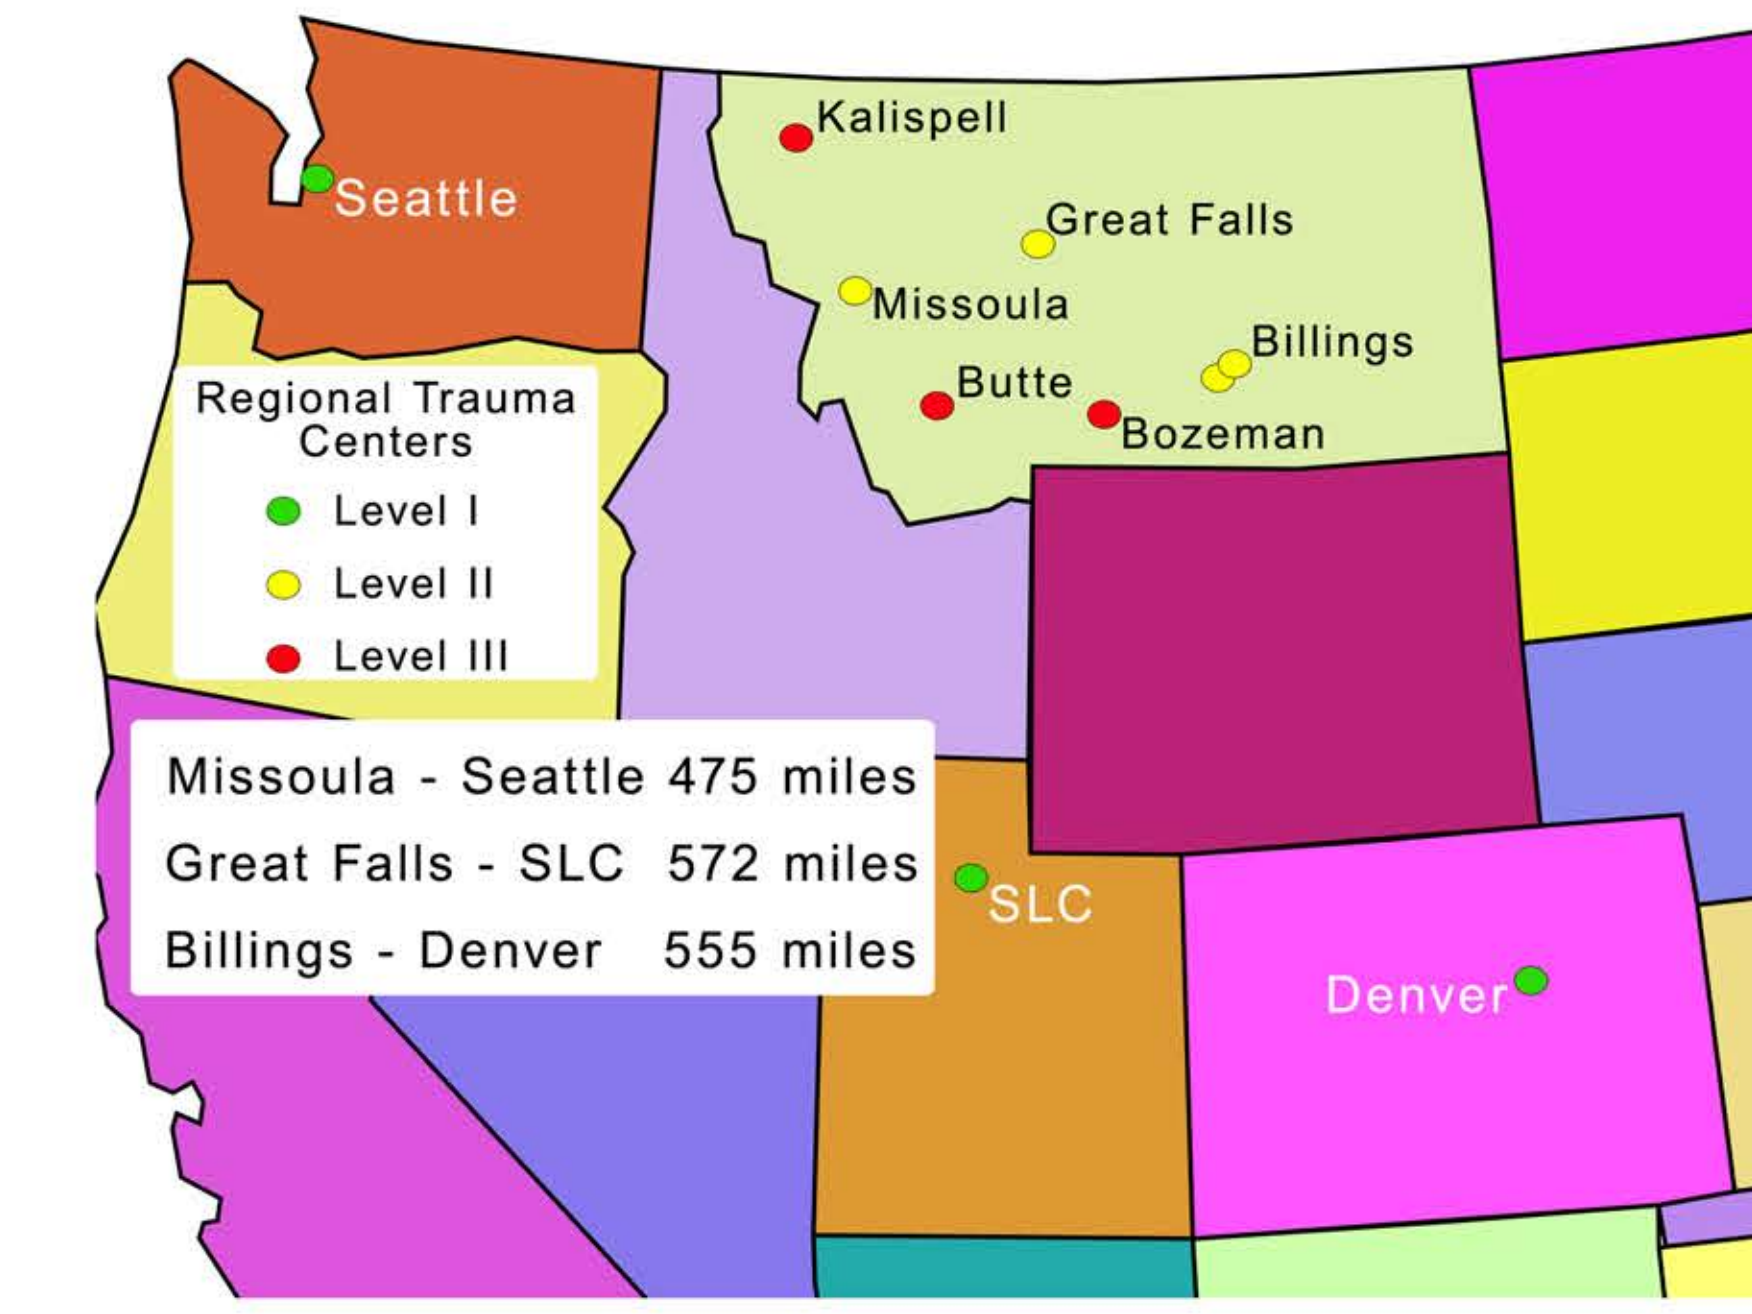 Kalispell
Seattle
Great Falls
Missoula
Billings
Butte
Bozeman
Regional Trauma
Centers
Level I
Level II
Level III
Missoula - Seattle 475 miles
Great Falls - SLC 572 miles
Billings - Denver 555 miles
SLC
Denver